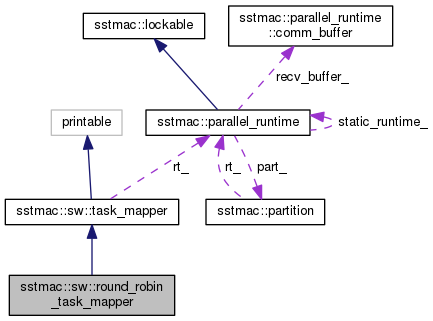 sstmac::lockable
sstmac::parallel_runtime
::comm_buffer
recv_buffer_
printable
sstmac::parallel_runtime
static_runtime_
rt_
rt_
part_
sstmac::sw::task_mapper
sstmac::partition
sstmac::sw::round_robin
_task_mapper